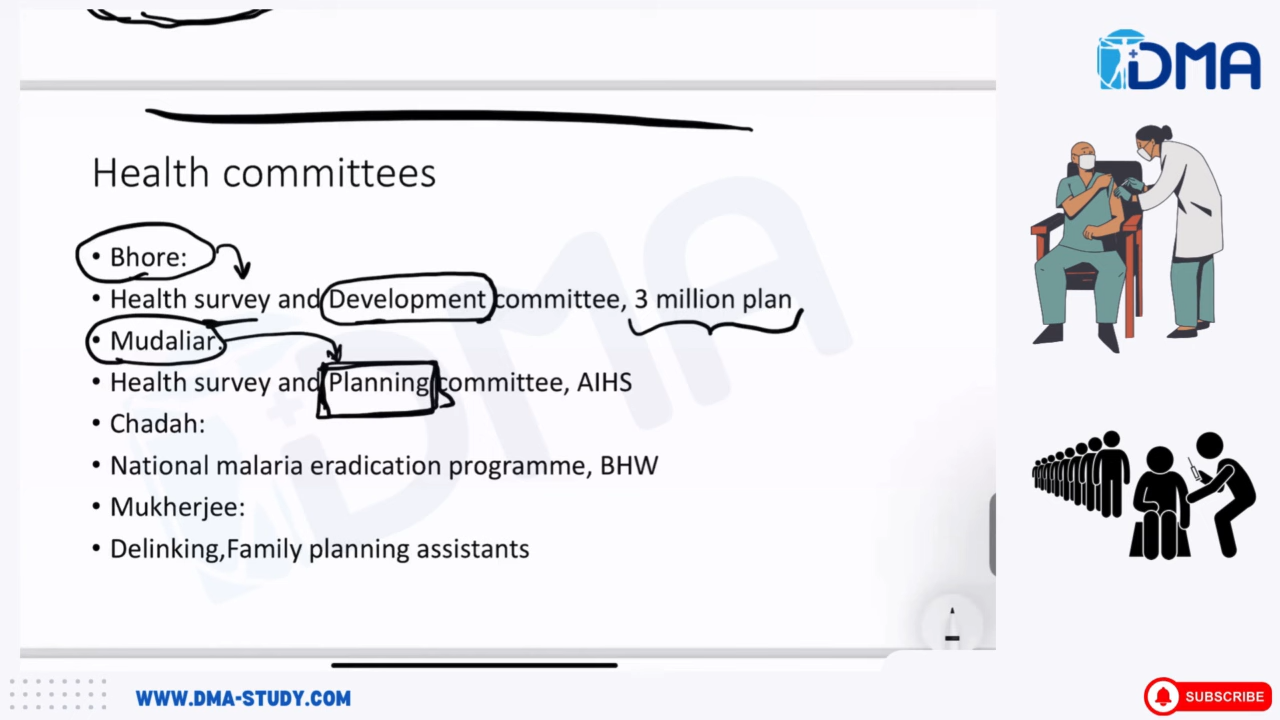 DMA
Health committees
• Bhore:
• Health survey and Development committee, 3 million plan
• Mudaliar:
• Health survey and Planning committee, AIHS
• Chadah:
• National malaria eradication programme, BHW
• Mukherjee:
• Delinking,Family planning assistants
DMA
WWW.DMA-STUDY.COM
SUBSCRIBE